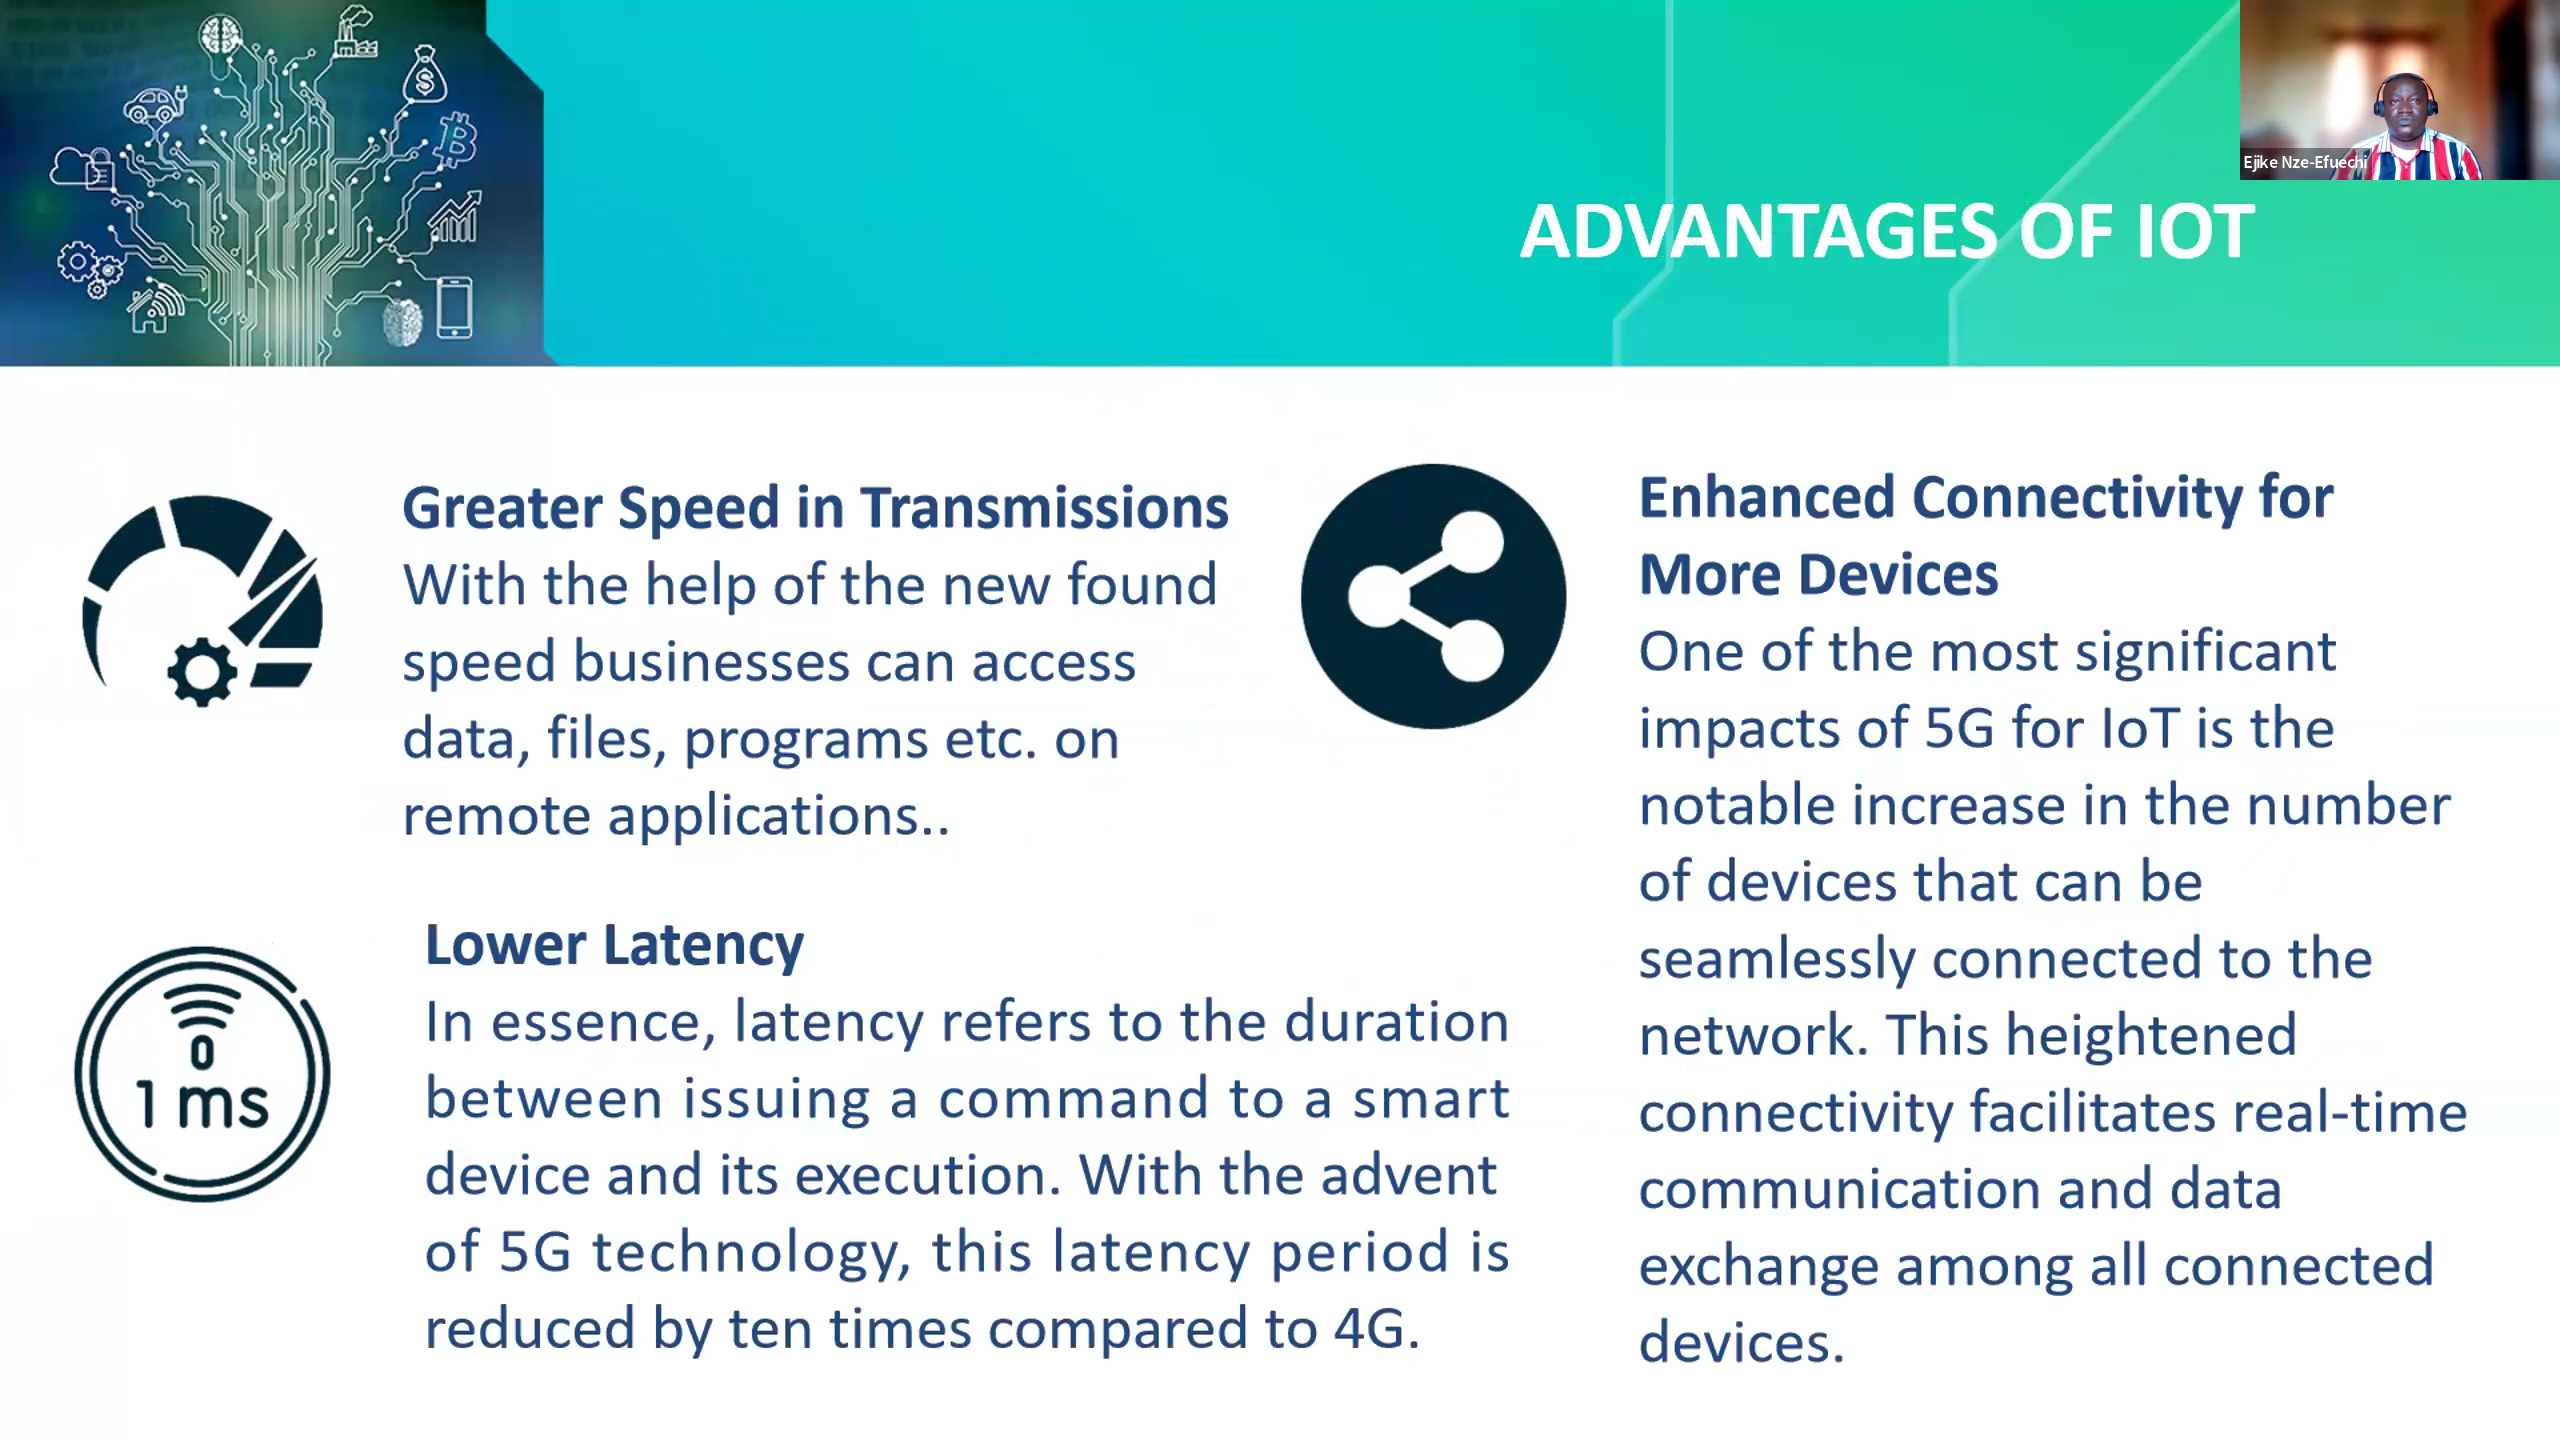 Ejike Nze-Efuechi
ADVANTAGES OF IOT
Greater Speed in Transmissions
With the help of the new found
speed businesses can access
data, files, programs etc. on
remote applications..
Lower Latency
In essence, latency refers to the duration
between issuing a command to a smart
device and its execution. With the advent
of 5G technology, this latency period is
reduced by ten times compared to 4G.
0
1 ms
Enhanced Connectivity for
More Devices
One of the most significant
impacts of 5G for IoT is the
notable increase in the number
of devices that can be
seamlessly connected to the
network. This heightened
connectivity facilitates real-time
communication and data
exchange among all connected
devices.